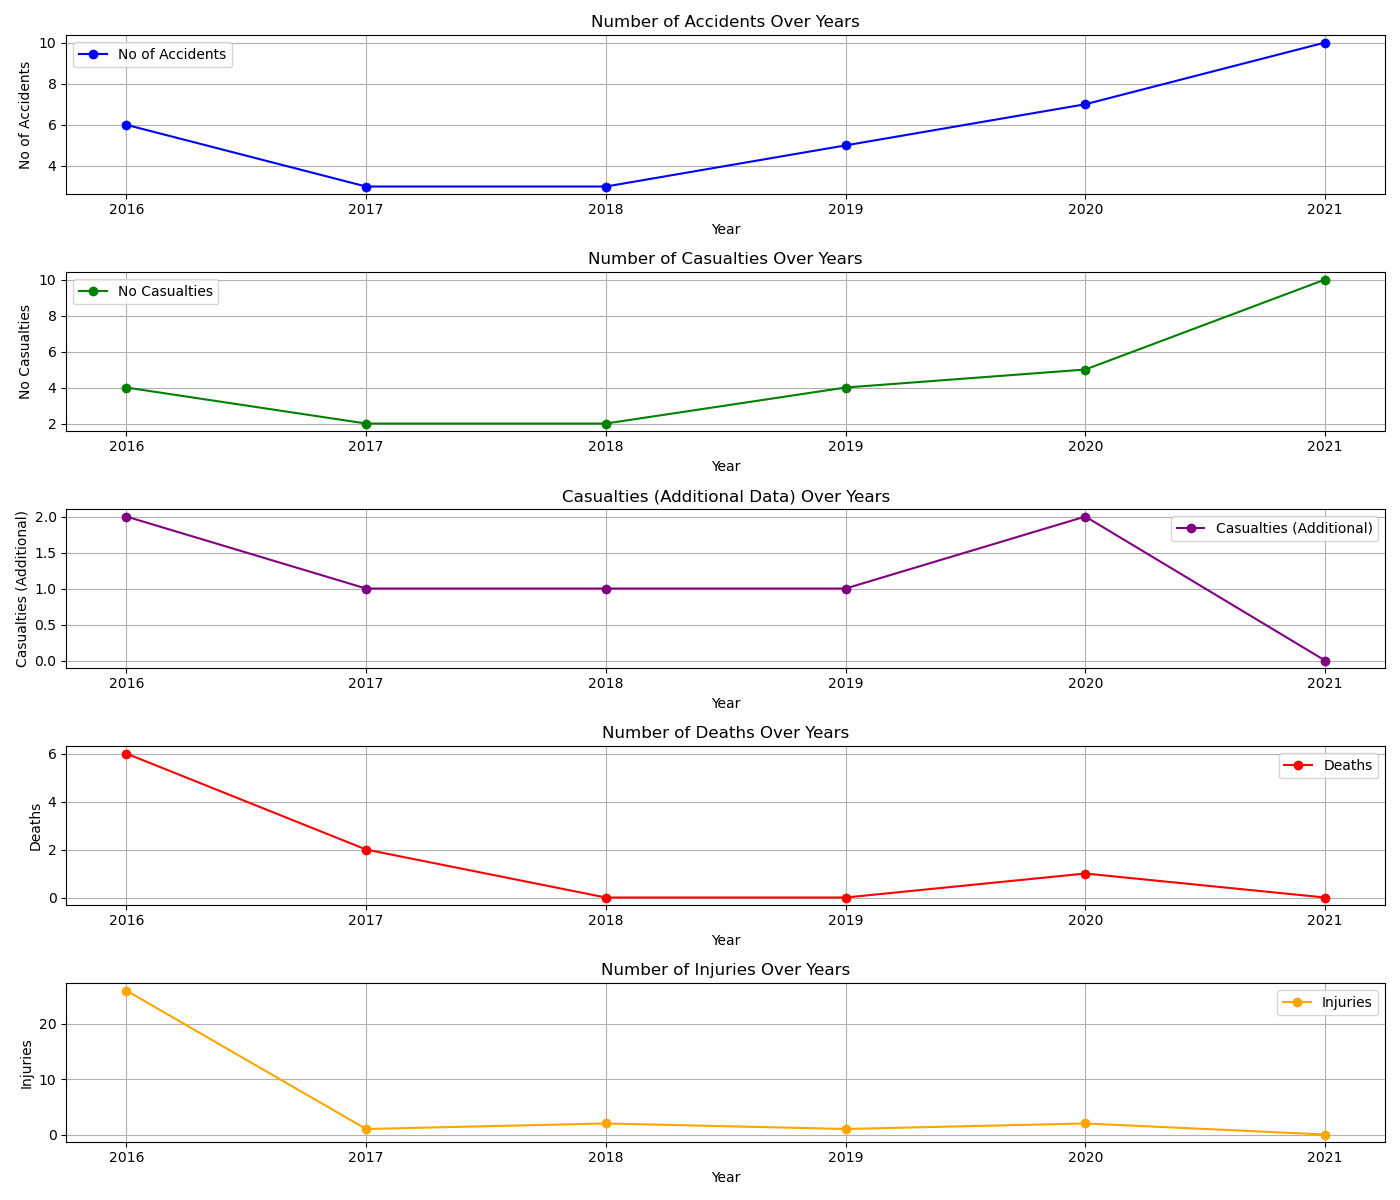 Number of Accidents Over Years
No of Accidents
10
8
6
4
No of Accidents
2016 2017 2018 2019 2020 2021
Year
Number of Casualties Over Years
No Casualties
10
8
6
4
2
No Casualties
2016 2017 2018 2019 2020 2021
Year
Casualties (Additional Data) Over Years
Casualties (Additional)
2.0
1.5
1.0
0.5
0.0
Casualties (Additional)
2016 2017 2018 2019 2020 2021
Year
Number of Deaths Over Years
Deaths
6
4
2
0
Deaths
2016 2017 2018 2019 2020 2021
Year
Number of Injuries Over Years
Injuries
20
10
0
Injuries
2016 2017 2018 2019 2020 2021
Year